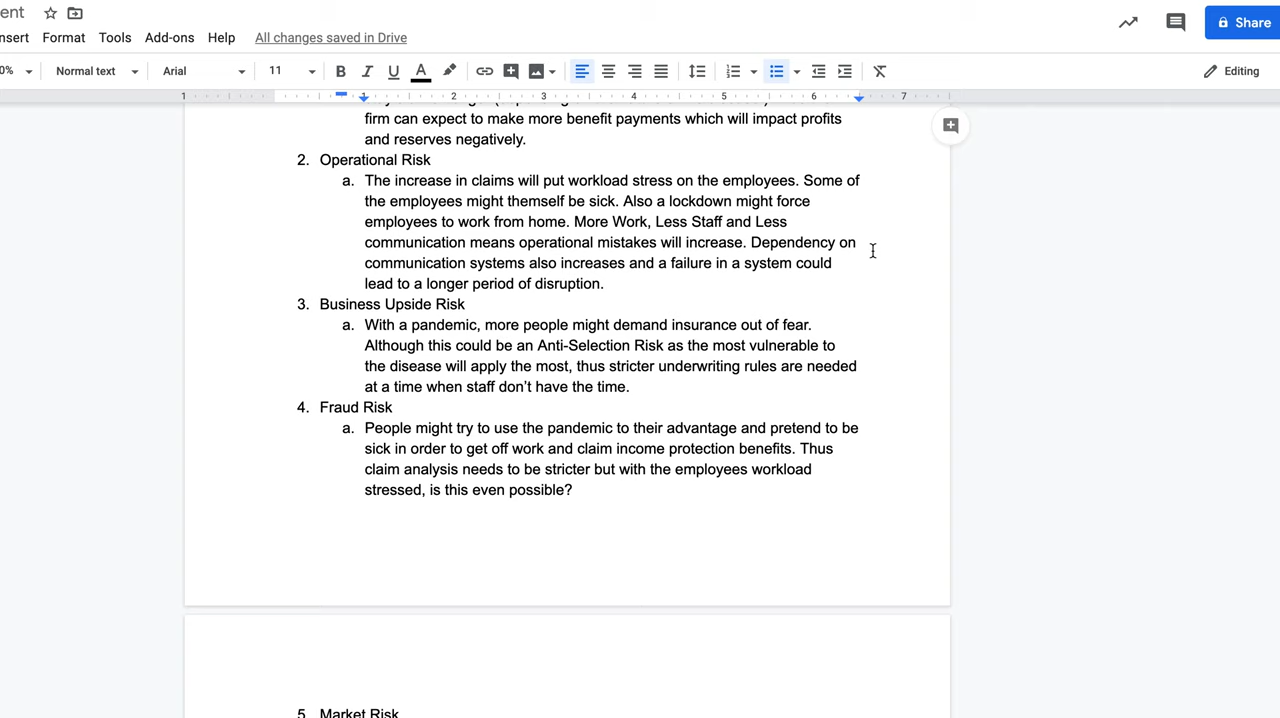 ent
nsert Format Tools Add-ons Help All changes saved in Drive
Share
0% Normal text Arial 11 B I U A Editing
1 1 2 3 4 5 6 7
firm can expect to make more benefit payments which will impact profits
and reserves negatively.
2. Operational Risk
a. The increase in claims will put workload stress on the employees. Some of
the employees might themself be sick. Also a lockdown might force
employees to work from home. More Work, Less Staff and Less
communication means operational mistakes will increase. Dependency on
communication systems also increases and a failure in a system could
lead to a longer period of disruption.
3. Business Upside Risk
a. With a pandemic, more people might demand insurance out of fear.
Although this could be an Anti-Selection Risk as the most vulnerable to
the disease will apply the most, thus stricter underwriting rules are needed
at a time when staff don't have the time.
4. Fraud Risk
a. People might try to use the pandemic to their advantage and pretend to be
sick in order to get off work and claim income protection benefits. Thus
claim analysis needs to be stricter but with the employees workload
stressed, is this even possible?
5. Market Risk